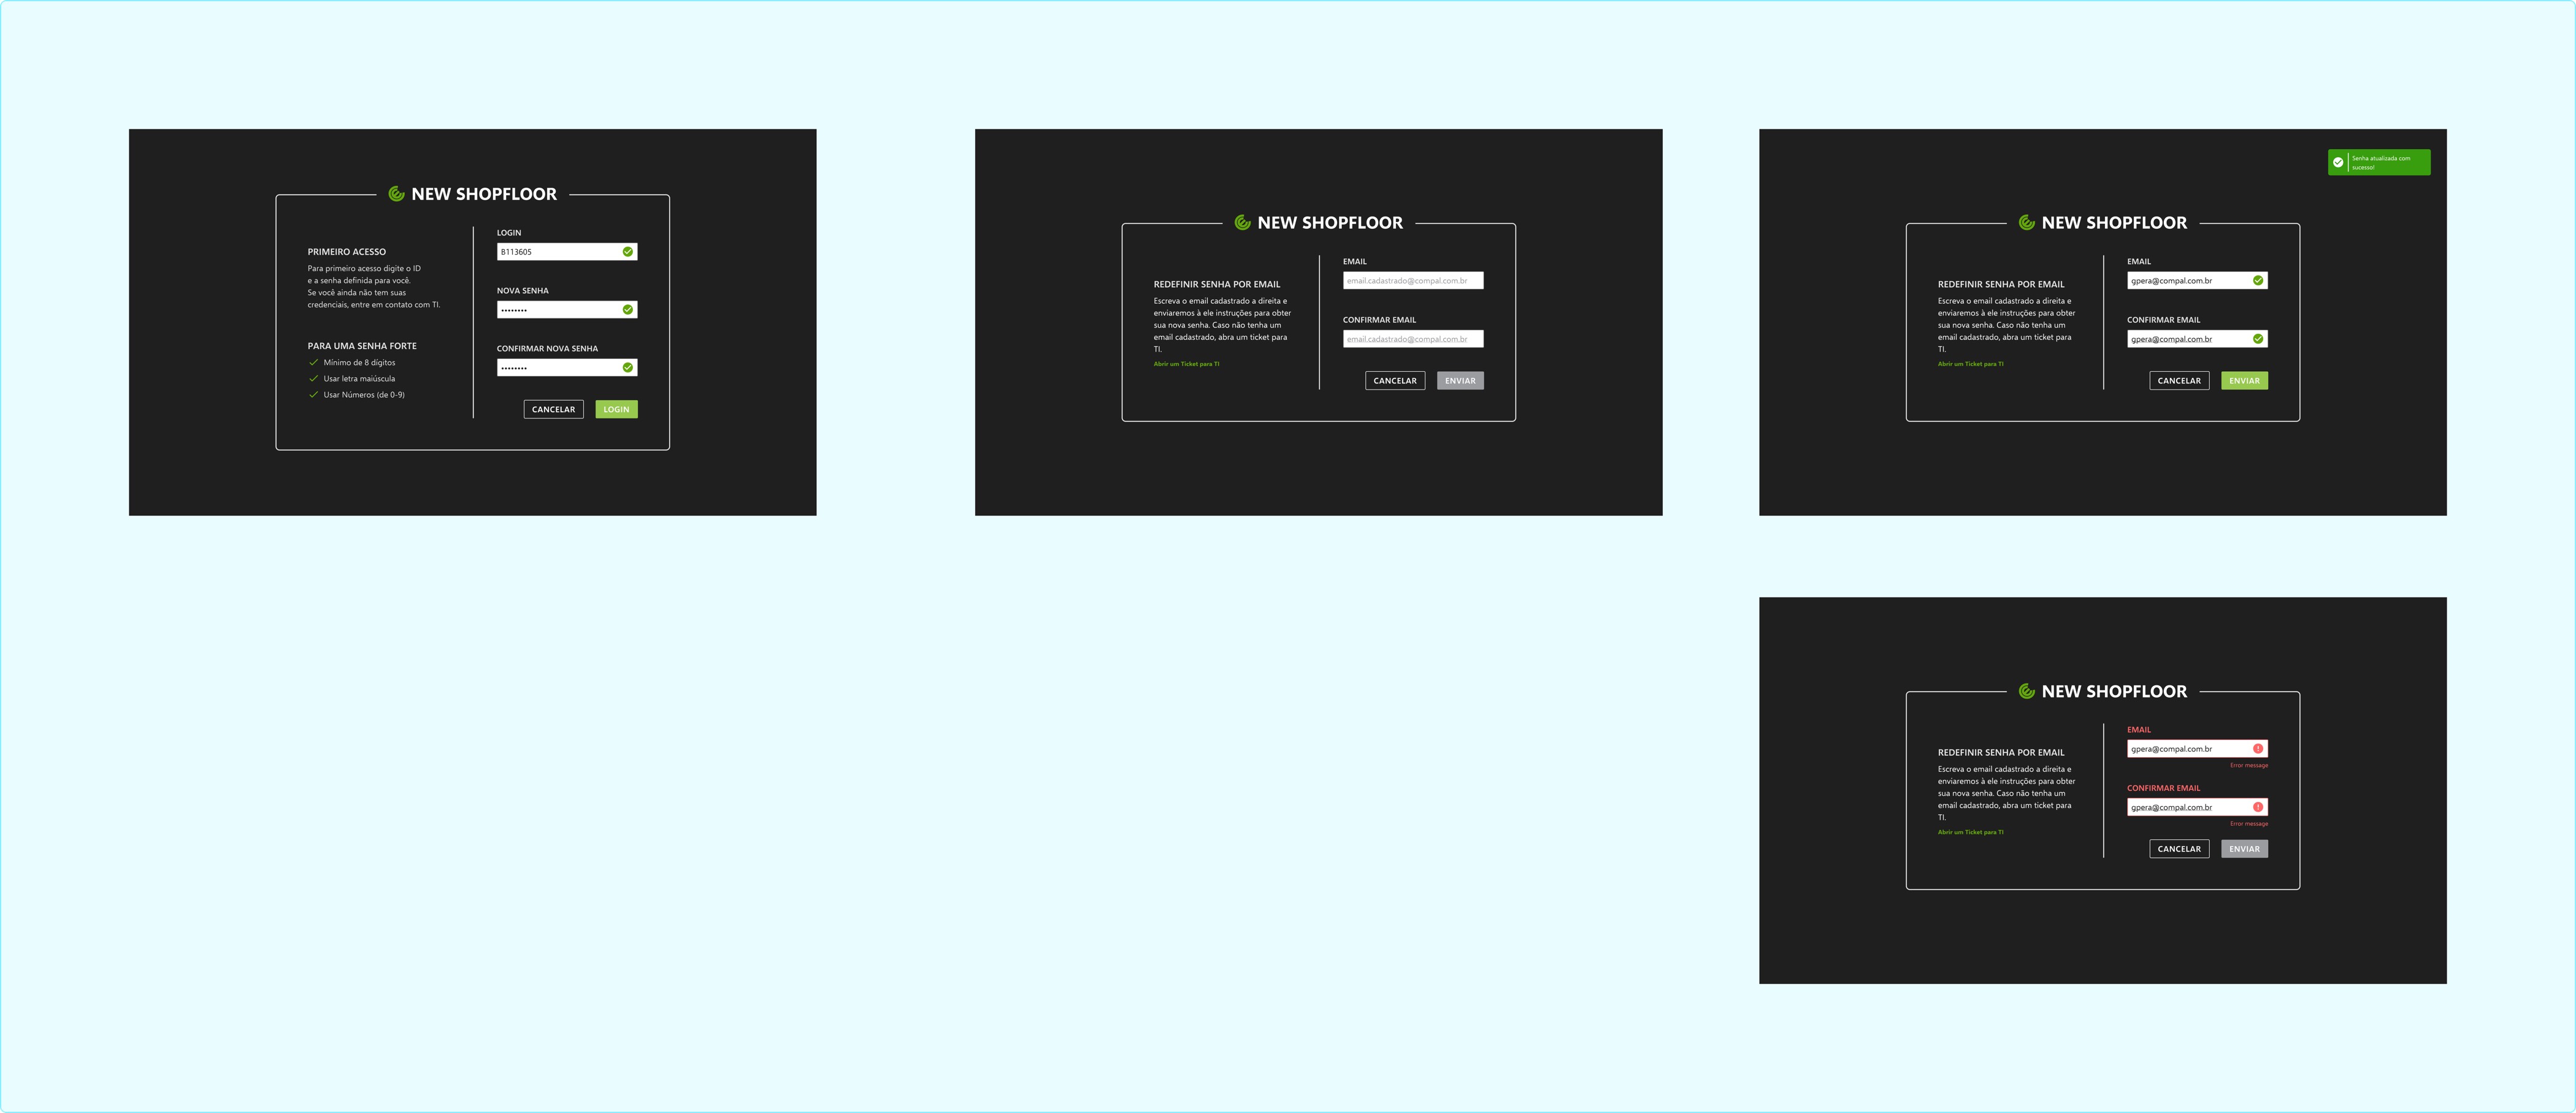 NEW SHOPFLOOR
PRIMEIRO ACESSO
Para primeiro acesso digite o ID
e a senha definida para você.
Se você ainda não tem suas
credenciais, entre em contato com TI.
PARA UMA SENHA FORTE
Mínimo de 8 dígitos
Usar letra maiúscula
Usar Números (de 0-9)
LOGIN
B113605
NOVA SENHA
••••••••
CONFIRMAR NOVA SENHA
••••••••
CANCELAR LOGIN
NEW SHOPFLOOR
REDEFINIR SENHA POR EMAIL
Escreva o email cadastrado a direita e
enviaremos à ele instruções para obter
sua nova senha. Caso não tenha um
email cadastrado, abra um ticket para
TI.
Abrir um Ticket para TI
EMAIL
email.cadastrado@compal.com.br
CONFIRMAR EMAIL
email.cadastrado@compal.com.br
CANCELAR ENVIAR
Senha atualizada com
sucesso!
NEW SHOPFLOOR
REDEFINIR SENHA POR EMAIL
Escreva o email cadastrado a direita e
enviaremos à ele instruções para obter
sua nova senha. Caso não tenha um
email cadastrado, abra um ticket para
TI.
Abrir um Ticket para TI
EMAIL
gpera@compal.com.br
CONFIRMAR EMAIL
gpera@compal.com.br
CANCELAR ENVIAR
NEW SHOPFLOOR
REDEFINIR SENHA POR EMAIL
Escreva o email cadastrado a direita e
enviaremos à ele instruções para obter
sua nova senha. Caso não tenha um
email cadastrado, abra um ticket para
TI.
Abrir um Ticket para TI
EMAIL
gpera@compal.com.br
Error message
CONFIRMAR EMAIL
gpera@compal.com.br
Error message
CANCELAR ENVIAR